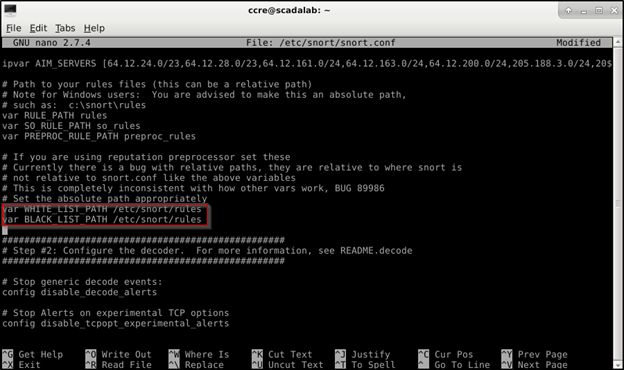 ccre@scadalab: ~
File Edit Tabs Help
GNU nano 2.7.4 File: /etc/snort/snort.conf Modified
ipvar AIM_SERVERS [64.12.24.0/23,64.12.28.0/23,64.12.161.0/24,64.12.163.0/24,64.12.200.0/24,205.188.3.0/24,20$
# Path to your rules files (this can be a relative path)
# Note for Windows users: You are advised to make this an absolute path,
# such as: c:\snort\rules
var RULE_PATH rules
var SO_RULE_PATH so_rules
var PREPROC_RULE_PATH preproc_rules
# If you are using reputation preprocessor set these
# Currently there is a bug with relative paths, they are relative to where snort is
# not relative to snort.conf like the above variables
# This is completely inconsistent with how other vars work, BUG 89986
# Set the absolute path appropriately
var WHITE_LIST_PATH /etc/snort/rules
var BLACK_LIST_PATH /etc/snort/rules
###################################################
# Step #2: Configure the decoder. For more information, see README.decode
###################################################
# Stop generic decode events:
config disable_decode_alerts
# Stop Alerts on experimental TCP options
config disable_tcpopt_experimental_alerts
^G Get Help ^O Write Out ^W Where Is ^K Cut Text ^J Justify ^C Cur Pos ^Y Prev Page
^X Exit ^R Read File ^\ Replace ^U Uncut Text ^T To Spell ^_ Go To Line ^V Next Page